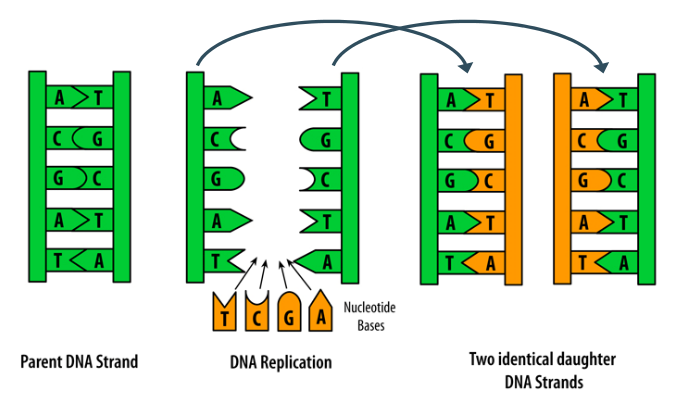 A T A T A T A T
C G C G C G C G
G C G C G C G C
A T A T A T A T
T A T A T A T A
T C G A
Nucleotide
Bases
Parent DNA Strand
DNA Replication
Two identical daughter
DNA Strands